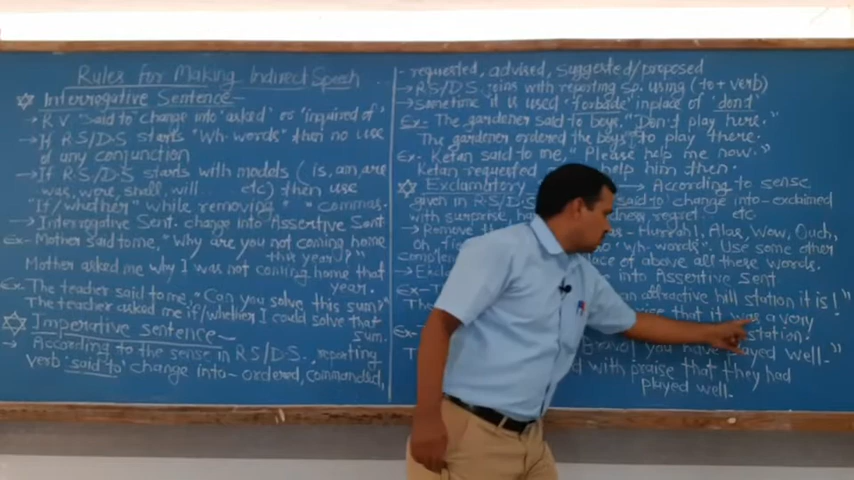 Rules For Making Indirect Speech
Interrogative Sentence
→ R.V. "Said to" change into 'asked' or 'inquired of'
→ If R.S/D.S starts "Wh-words" then no use
of any conjunction
→ If R.S/D.S starts with models (is, am, are
was, were, shall, will etc) then use
"If/whether" while removing " " commas.
→ Interrogative Sent. change into Assertive Sent
Ex- Mother said to me, "Why are you not coming home
this year?"
Mother asked me why I was not coming home that
year.
Ex- The teacher said to me, "Can you solve this sum?"
The teacher asked me if/whether I could solve that
sum.
Imperative sentence
→ According to the sense in R.S/D.S. reporting
verb 'said to' change into - ordered, commanded,
- requested, advised, suggested/proposed
→ R.S/D.S. joins with reporting sp. using (to + verb)
→ Sometime it is used 'forbade' in place of 'don't'
Ex- The gardener said to boys, "Don't play here."
The gardener ordered the boys to play there.
Ex. Ketan said to me, "Please help me now."
Ketan requested help him then.
Exclamatory → According to sense
given in R.S/D.S said to change into - exclaimed
with surprise, regret etc
→ Remove - Hurrah!, Alas, Wow, Ouch,
Oh, 'wh-words'. Use some other
place of above all these words.
into Assertive Sent
Ex- an attractive hill station it is!"
that it was a very
station.
Bravo! You have played well."
with praise that they had
played well.